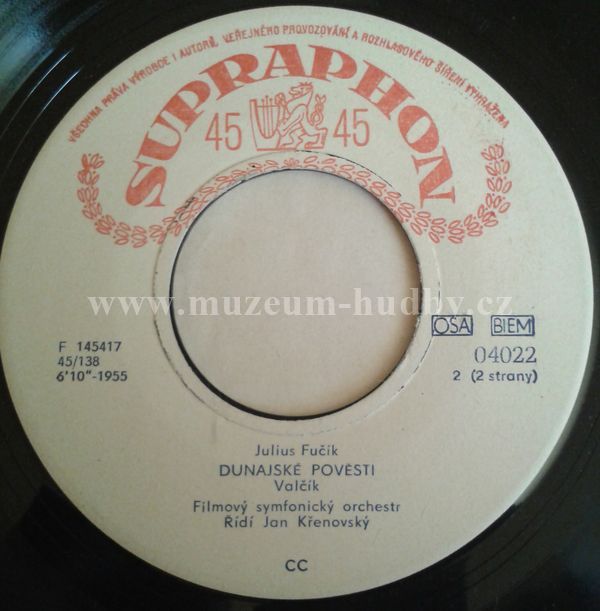 VŠECHNA PRÁVA VÝROBCE I AUTORŮ, VEŘEJNÉHO PROVOZOVÁNÍ A ROZHLASOVÉHO ŠÍŘENÍ VYHRAŽENA
SUPRAPHON
45 45
www.muzeum-hudby.cz
F 145417
45/138
6'10"-1955
OSA BIEM
04022
2 (2 strany)
Julius Fučík
DUNAJSKÉ POVĚSTI
Valčík
Filmový symfonický orchestr
Řídí Jan Křenovský
CC